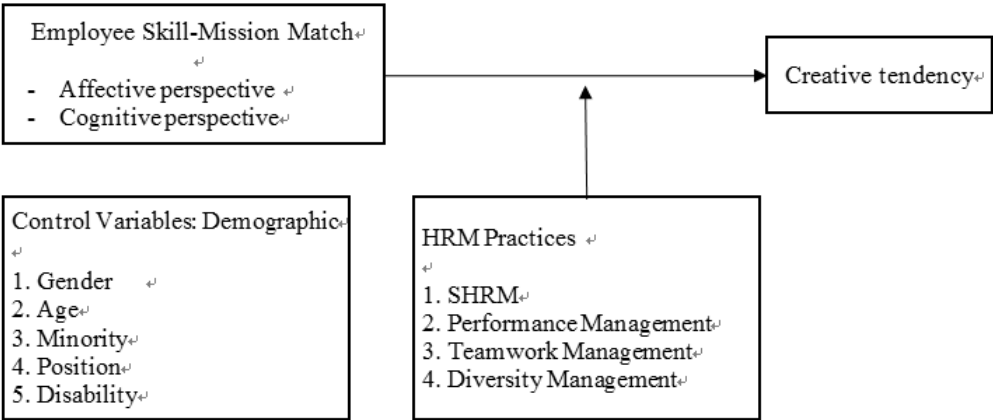 Employee Skill-Mission Match↵
↵
- Affective perspective ↵
- Cognitive perspective↵
Creative tendency↵
Control Variables: Demographic↵
↵
1. Gender ↵
2. Age↵
3. Minority↵
4. Position↵
5. Disability↵
HRM Practices ↵
↵
1. SHRM↵
2. Performance Management↵
3. Teamwork Management↵
4. Diversity Management↵